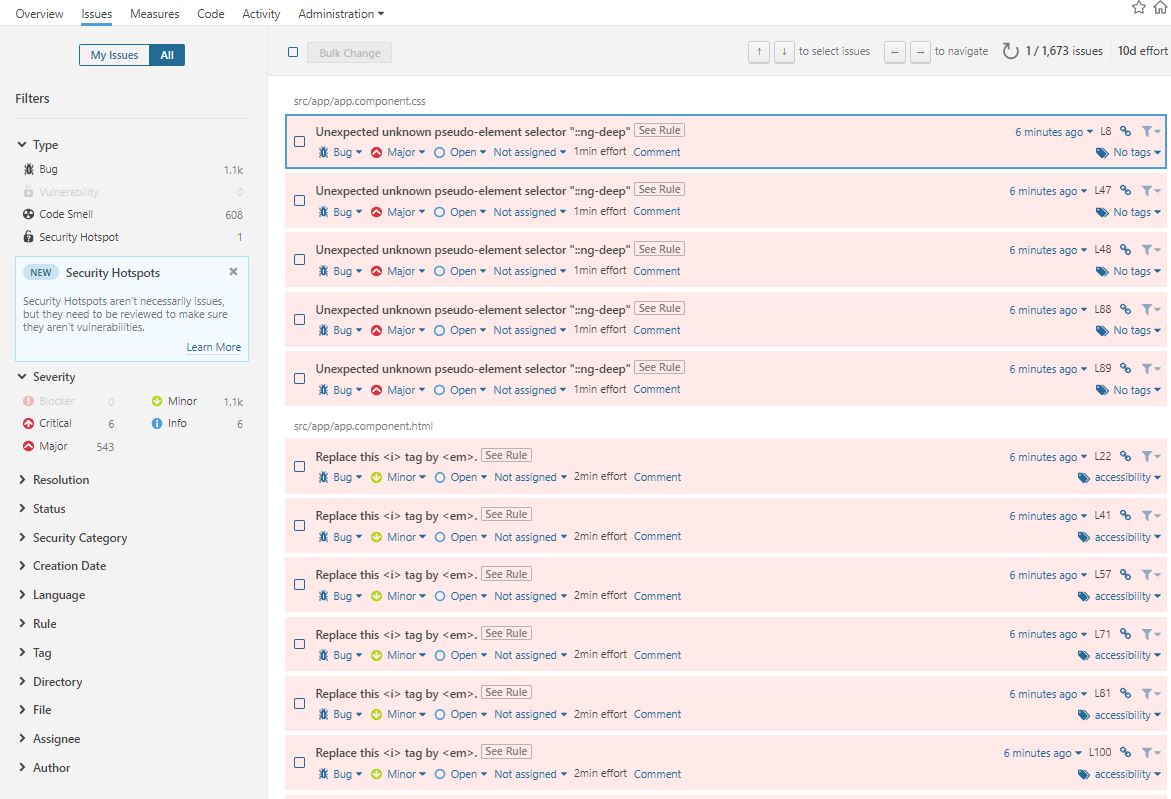 Overview Issues Measures Code Activity Administration
My Issues All
Filters
Type
Bug 1.1k
Vulnerability 0
Code Smell 608
Security Hotspot 1
NEW Security Hotspots
Security Hotspots aren't necessarily issues,
but they need to be reviewed to make sure
they aren't vulnerabilities.
Learn More
Severity
Blocker 0 Minor 1.1k
Critical 6 Info 6
Major 543
Resolution
Status
Security Category
Creation Date
Language
Rule
Tag
Directory
File
Assignee
Author
Bulk Change ↑ ↓ to select issues ← → to navigate 1 / 1,673 issues 10d effort
src/app/app.component.css
Unexpected unknown pseudo-element selector "::ng-deep" See Rule 6 minutes ago L8
Bug Major Open Not assigned 1min effort Comment No tags
Unexpected unknown pseudo-element selector "::ng-deep" See Rule 6 minutes ago L47
Bug Major Open Not assigned 1min effort Comment No tags
Unexpected unknown pseudo-element selector "::ng-deep" See Rule 6 minutes ago L48
Bug Major Open Not assigned 1min effort Comment No tags
Unexpected unknown pseudo-element selector "::ng-deep" See Rule 6 minutes ago L88
Bug Major Open Not assigned 1min effort Comment No tags
Unexpected unknown pseudo-element selector "::ng-deep" See Rule 6 minutes ago L89
Bug Major Open Not assigned 1min effort Comment No tags
src/app/app.component.html
Replace this <i> tag by <em>. See Rule 6 minutes ago L22
Bug Minor Open Not assigned 2min effort Comment accessibility
Replace this <i> tag by <em>. See Rule 6 minutes ago L41
Bug Minor Open Not assigned 2min effort Comment accessibility
Replace this <i> tag by <em>. See Rule 6 minutes ago L57
Bug Minor Open Not assigned 2min effort Comment accessibility
Replace this <i> tag by <em>. See Rule 6 minutes ago L71
Bug Minor Open Not assigned 2min effort Comment accessibility
Replace this <i> tag by <em>. See Rule 6 minutes ago L81
Bug Minor Open Not assigned 2min effort Comment accessibility
Replace this <i> tag by <em>. See Rule 6 minutes ago L100
Bug Minor Open Not assigned 2min effort Comment accessibility